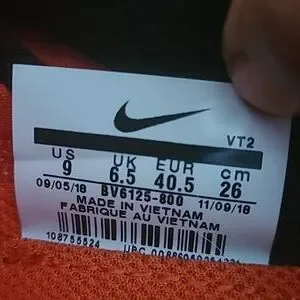 VT2
US UK EUR cm
9 6.5 40.5 26
09/05/18 BV6125-800 11/09/18
MADE IN VIETNAM
FABRIQUE AU VIETNAM
108755524